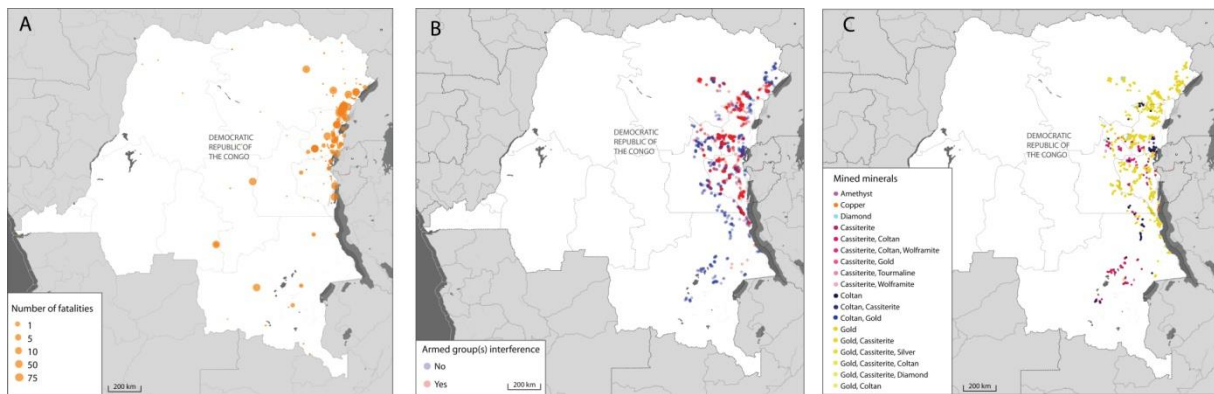 A
DEMOCRATIC
REPUBLIC OF
THE CONGO
Number of fatalities
1
5
10
50
75
200 km
B
DEMOCRATIC
REPUBLIC OF
THE CONGO
Armed group(s) interference
No
Yes
200 km
C
DEMOCRATIC
REPUBLIC OF
THE CONGO
Mined minerals
Amethyst
Copper
Diamond
Cassiterite
Cassiterite, Coltan
Cassiterite, Coltan, Wolframite
Cassiterite, Gold
Cassiterite, Tourmaline
Cassiterite, Wolframite
Coltan
Coltan, Cassiterite
Coltan, Gold
Gold
Gold, Cassiterite
Gold, Cassiterite, Silver
Gold, Cassiterite, Coltan
Gold, Cassiterite, Diamond
Gold, Coltan
200 km